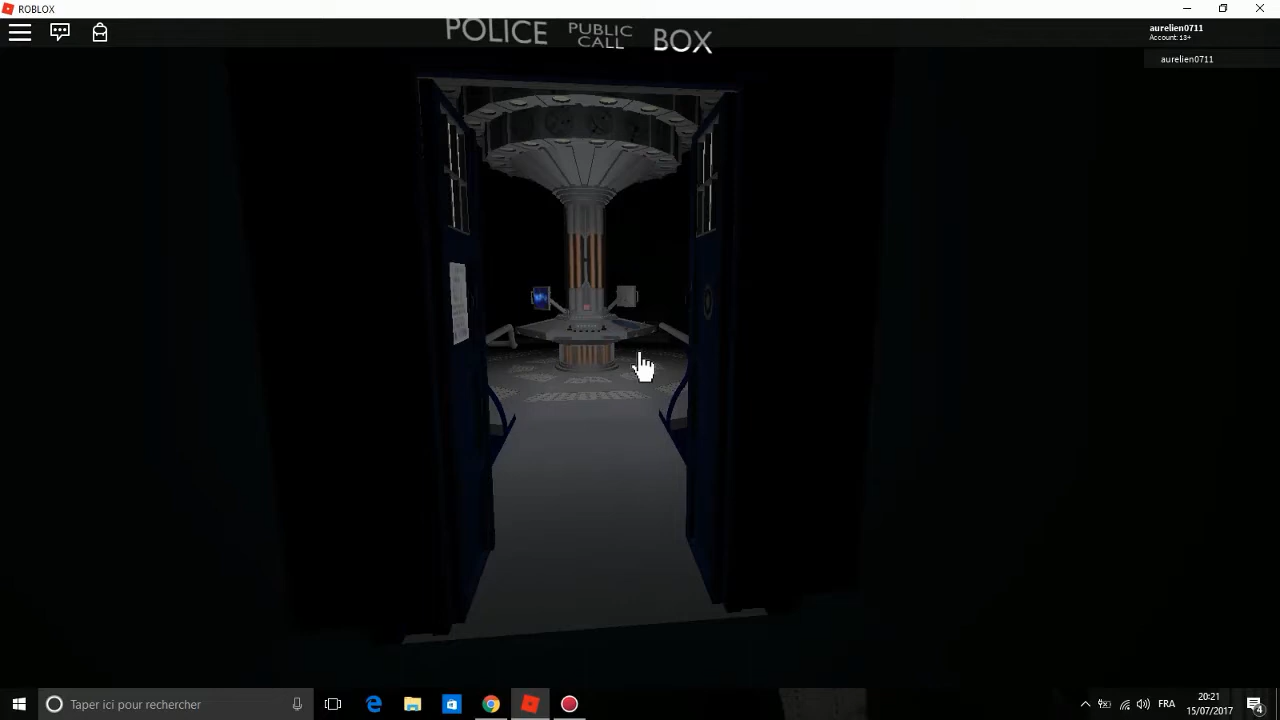 ROBLOX
POLICE PUBLIC CALL BOX
aurelien0711
Account: 13+
aurelien0711
Taper ici pour rechercher
FRA
20:21
15/07/2017
4